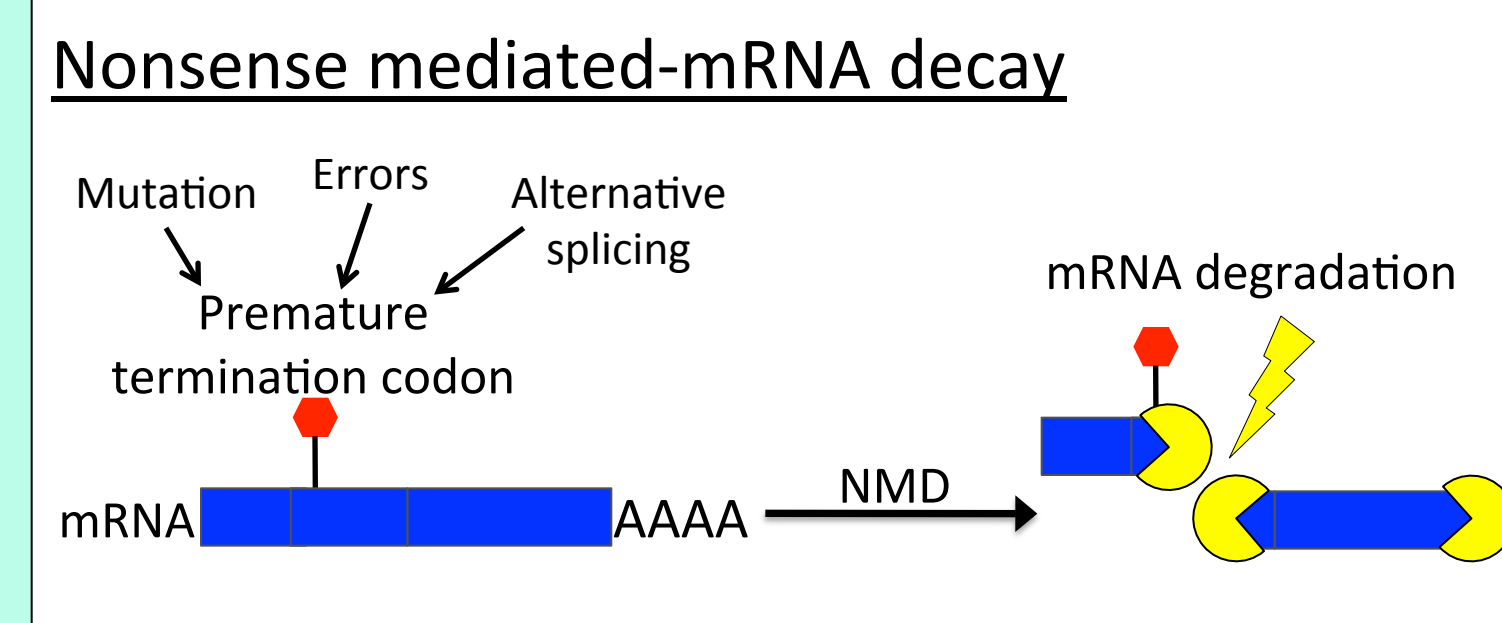 Nonsense mediated-mRNA decay
Mutation
Errors
Alternative
splicing
Premature
termination codon
mRNA
AAAA
NMD
mRNA degradation